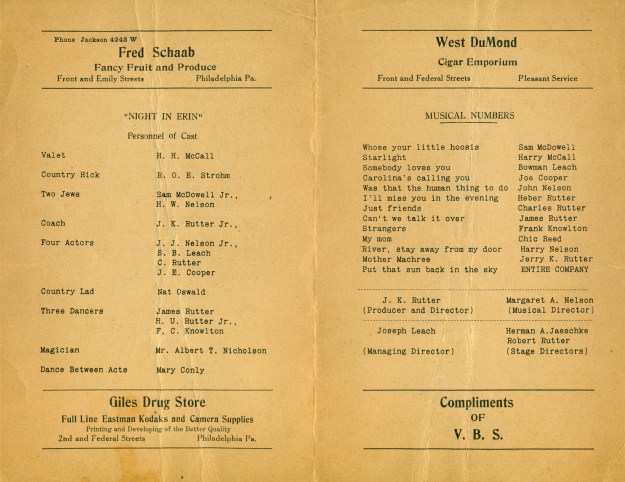 Phone Jackson 4243 W
Fred Schaab
Fancy Fruit and Produce
Front and Emily Streets Philadelphia Pa.
"NIGHT IN ERIN"
Personnel of Cast
Valet H. H. McCall
Country Hick R. O. E. Strohm
Two Jews Sam McDowell Jr.,
H. W. Nelson
Coach J. K. Rutter Jr.,
Four Actors J. J. Nelson Jr.,
S. B. Leach
C. Rutter
J. E. Cooper
Country Lad Nat Oswald
Three Dancers James Rutter
H. U. Rutter Jr.,
F. C. Knowlton
Magician Mr. Albert T. Nicholson
Dance Between Acts Mary Conly
Giles Drug Store
Full Line Eastman Kodaks and Camera Supplies
Printing and Developing of the Better Quality
2nd and Federal Streets Philadelphia Pa.
West DuMond
Cigar Emporium
Front and Federal Streets Pleasant Service
MUSICAL NUMBERS
Whose your little hoosis Sam McDowell
Starlight Harry McCall
Somebody loves you Bowman Leach
Carolina's calling you Joe Cooper
Was that the human thing to do John Nelson
I'll miss you in the evening Heber Rutter
Just friends Charles Rutter
Can't we talk it over James Rutter
Strangers Frank Knowlton
My mom Chic Reed
River, stay away from my door Harry Nelson
Mother Machree Jerry K. Rutter
Put that sun back in the sky ENTIRE COMPANY
J. K. Rutter Margaret A. Nelson
(Producer and Director) (Musical Director)
Joseph Leach Herman A.Jaeschke
Robert Rutter
(Managing Director) (Stage Directors)
Compliments
OF
V. B. S.